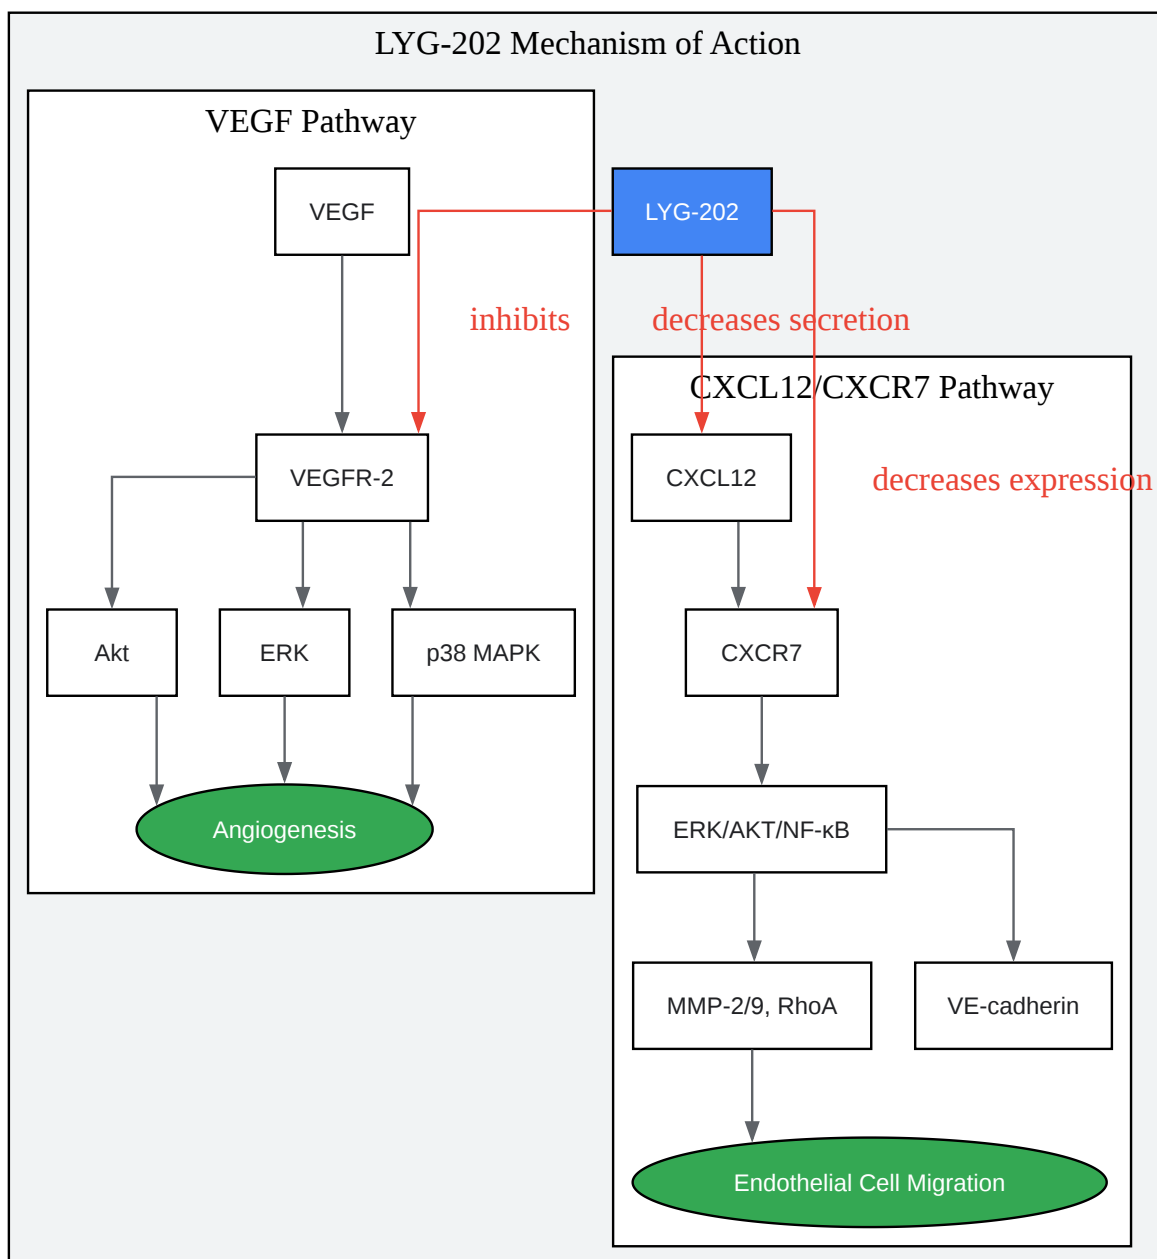 LYG-202 Mechanism of Action
VEGF Pathway
VEGF
LYG-202
inhibits
decreases secretion
CXCL12/CXCR7 Pathway
VEGFR-2
CXCL12
decreases expression
Akt
ERK
p38 MAPK
CXCR7
Angiogenesis
ERK/AKT/NF-κB
MMP-2/9, RhoA
VE-cadherin
Endothelial Cell Migration